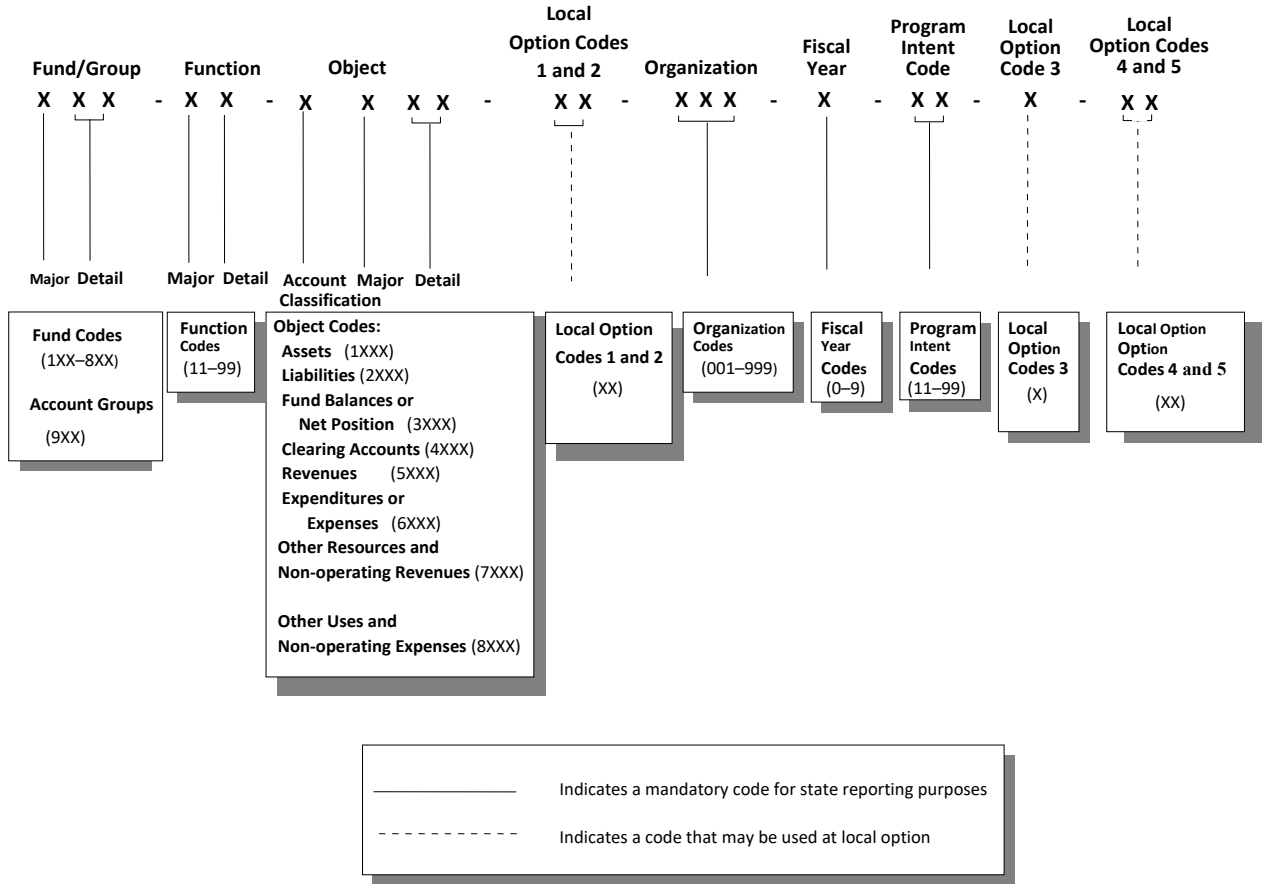 Local
Option Codes
1 and 2
Program
Intent
Code
Local
Option
Code 3
Local
Option Codes
4 and 5
Fiscal
Year
Fund/Group
Function
Object
Organization
X X X - X X - X X X X - X X - X X X - X - X X - X - X X
Major Detail
Major Detail
Account Major Detail
Classification
Fund Codes
(1XX–8XX)
Account Groups
(9XX)
Function
Codes
(11–99)
Object Codes:
Assets (1XXX)
Liabilities (2XXX)
Fund Balances or
Net Position (3XXX)
Clearing Accounts (4XXX)
Revenues (5XXX)
Expenditures or
Expenses (6XXX)
Other Resources and
Non-operating Revenues (7XXX)
Other Uses and
Non-operating Expenses (8XXX)
Local Option
Codes 1 and 2
(XX)
Organization
Codes
(001–999)
Fiscal
Year
Codes
(0–9)
Program
Intent
Codes
(11–99)
Local
Option
Codes 3
(X)
Local Option
Option
Codes 4 and 5
(XX)
Indicates a mandatory code for state reporting purposes
Indicates a code that may be used at local option